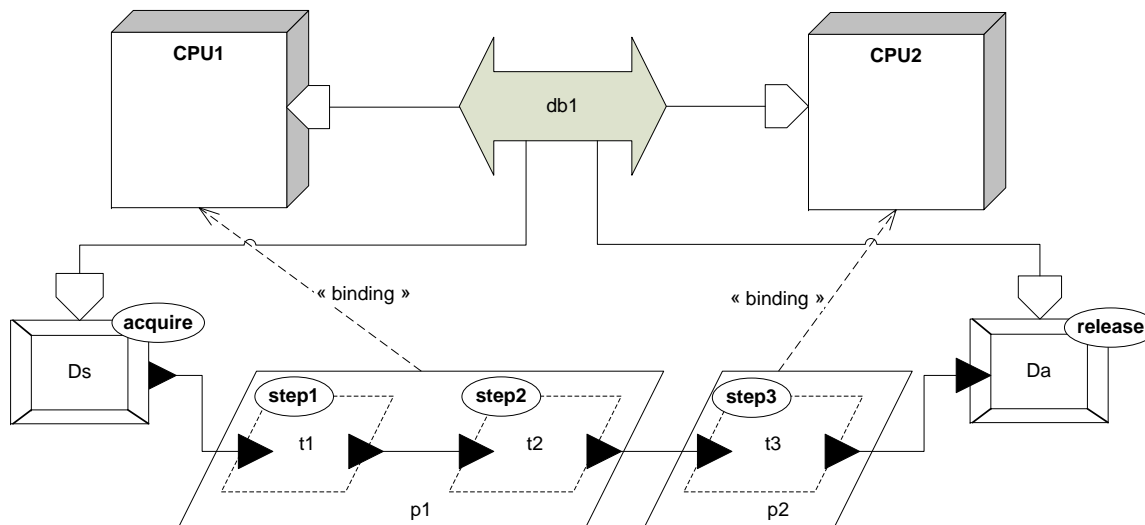 CPU1
db1
CPU2
« binding »
« binding »
acquire
release
Ds
Da
step1
step2
step3
t1
t2
t3
p1
p2